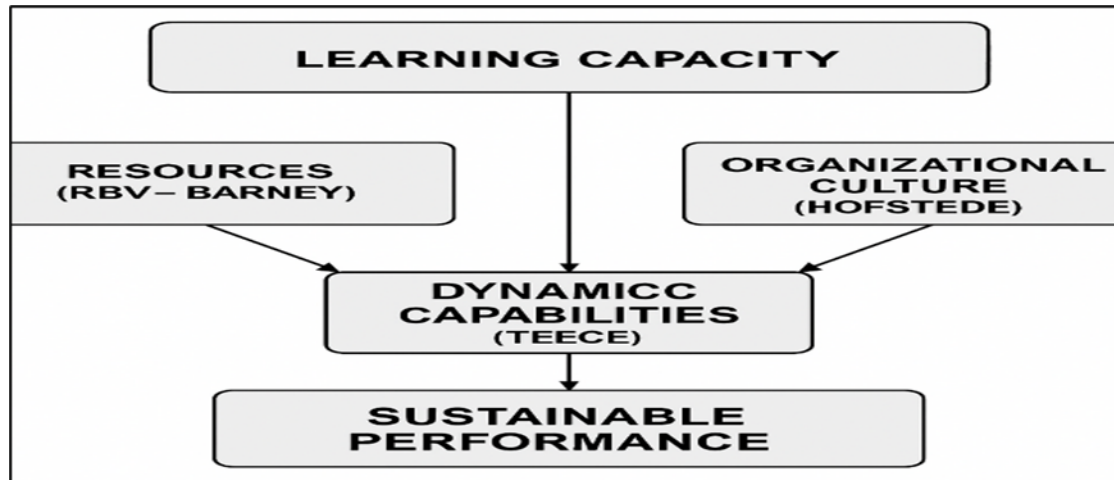 LEARNING CAPACITY
RESOURCES
(RBV– BARNEY)
ORGANIZATIONAL
CULTURE
(HOFSTEDE)
DYNAMICC
CAPABILITIES
(TEECE)
SUSTAINABLE
PERFORMANCE